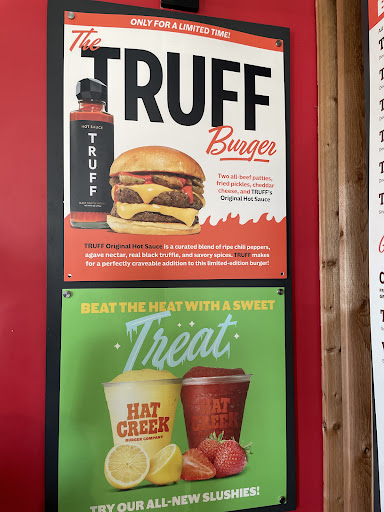 ONLY FOR A LIMITED TIME!
The
TRUFF
Burger
HOT SAUCE
TRUFF
Two all-beef patties,
fried pickles, cheddar
cheese, and TRUFF's
Original Hot Sauce
TRUFF Original Hot Sauce is a curated blend of ripe chili peppers,
agave nectar, real black truffle, and savory spices. TRUFF makes
for a perfectly craveable addition to this limited-edition burger!
BEAT THE HEAT WITH A SWEET
Treat
HAT
CREEK
BURGER COMPANY
HAT
CREEK
TRY OUR ALL-NEW SLUSHIES!